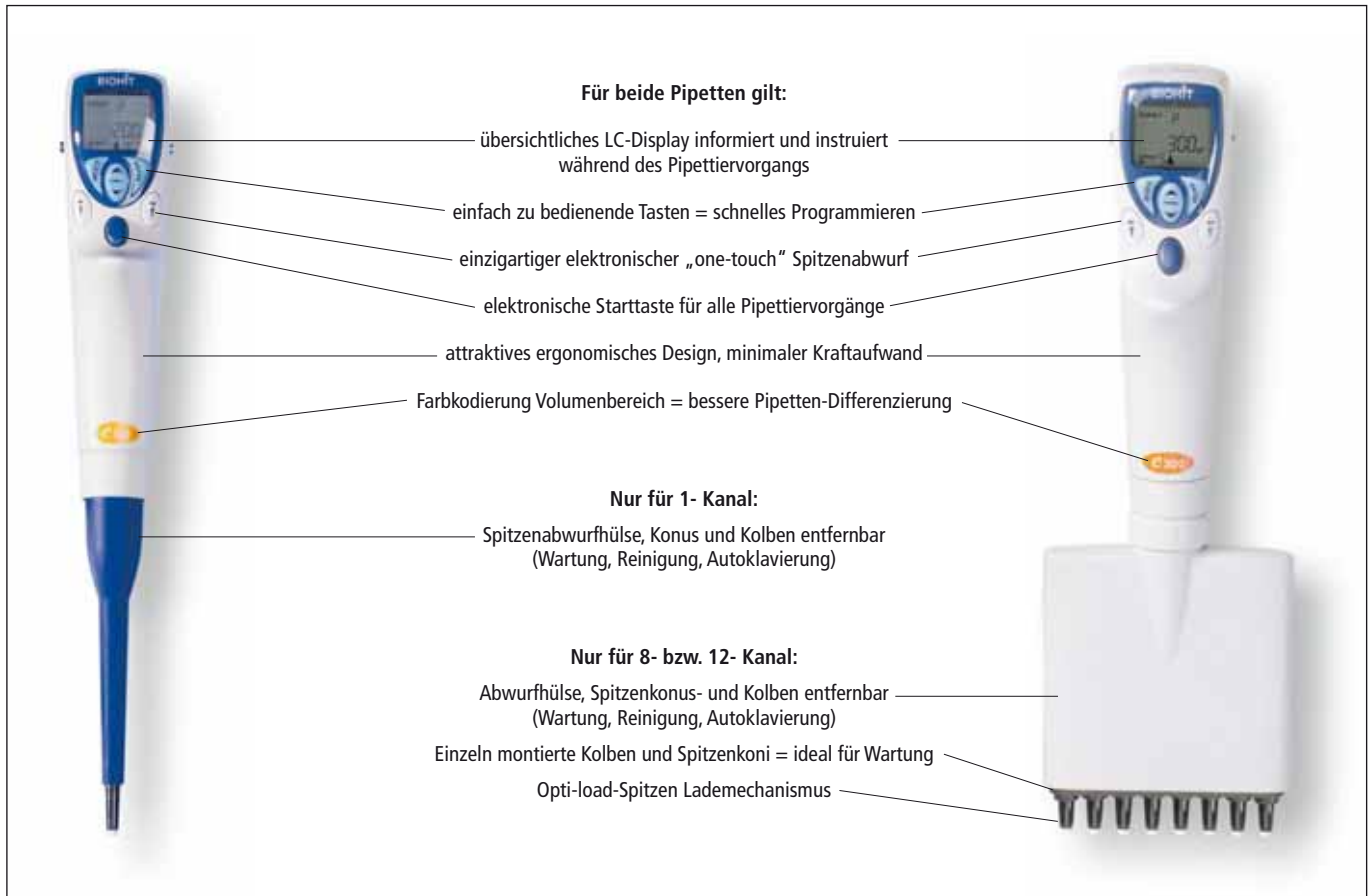 BIOHIT
BIOHIT
300
Für beide Pipetten gilt:
übersichtliches LC-Display informiert und instruiert
während des Pipettiervorgangs
einfach zu bedienende Tasten = schnelles Programmieren
einzigartiger elektronischer „one-touch“ Spitzenabwurf
elektronische Starttaste für alle Pipettiervorgänge
attraktives ergonomisches Design, minimaler Kraftaufwand
Farbkodierung Volumenbereich = bessere Pipetten-Differenzierung
C 300
Nur für 1- Kanal:
Spitzenabwurfhülse, Konus und Kolben entfernbar
(Wartung, Reinigung, Autoklavierung)
Nur für 8- bzw. 12- Kanal:
Abwurfhülse, Spitzenkonus- und Kolben entfernbar
(Wartung, Reinigung, Autoklavierung)
Einzeln montierte Kolben und Spitzenkoni = ideal für Wartung
Opti-load-Spitzen Lademechanismus